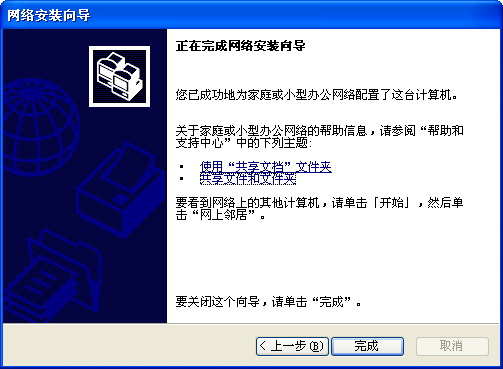 网络安装向导
正在完成网络安装向导
您已成功地为家庭或小型办公网络配置了这台计算机。
关于家庭或小型办公网络的帮助信息，请参阅“帮助和
支持中心”中的下列主题:
• 使用“共享文档”文件夹
• 共享文件和文件夹
要看到网络上的其他计算机，请单击「开始」，然后单
击“网上邻居”。
要关闭这个向导，请单击“完成”。
< 上一步(B) 完成 取消